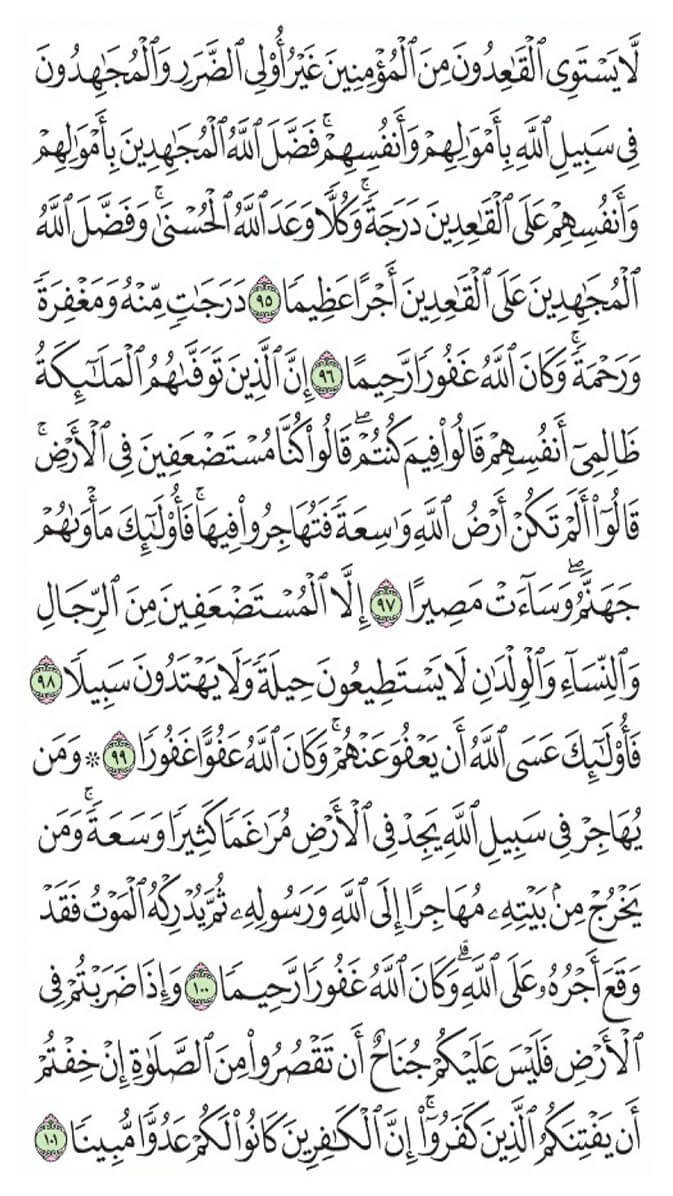 لَّا يَسْتَوِى ٱلْقَٰعِدُونَ مِنَ ٱلْمُؤْمِنِينَ غَيْرُ أُو۟لِى ٱلضَّرَرِ وَٱلْمُجَٰهِدُونَ
فِى سَبِيلِ ٱللَّهِ بِأَمْوَٰلِهِمْ وَأَنفُسِهِمْ ۚ فَضَّلَ ٱللَّهُ ٱلْمُجَٰهِدِينَ بِأَمْوَٰلِهِمْ
وَأَنفُسِهِمْ عَلَى ٱلْقَٰعِدِينَ دَرَجَةً ۚ وَكُلًّا وَعَدَ ٱللَّهُ ٱلْحُسْنَىٰ ۚ وَفَضَّلَ ٱللَّهُ
ٱلْمُجَٰهِدِينَ عَلَى ٱلْقَٰعِدِينَ أَجْرًا عَظِيمًا ٩٥ دَرَجَٰتٍ مِّنْهُ وَمَغْفِرَةً
وَرَحْمَةً ۚ وَكَانَ ٱللَّهُ غَفُورًا رَّحِيمًا ٩٦ إِنَّ ٱلَّذِينَ تَوَفَّىٰهُمُ ٱلْمَلَٰٓئِكَةُ
ظَالِمِىٓ أَنفُسِهِمْ قَالُوا۟ فِيمَ كُنتُمْ ۖ قَالُوا۟ كُنَّا مُسْتَضْعَفِينَ فِى ٱلْأَرْضِ ۚ
قَالُوٓا۟ أَلَمْ تَكُنْ أَرْضُ ٱللَّهِ وَٰسِعَةً فَتُهَاجِرُوا۟ فِيهَا ۚ فَأُو۟لَٰٓئِكَ مَأْوَىٰهُمْ
جَهَنَّمُ ۖ وَسَآءَتْ مَصِيرًا ٩٧ إِلَّا ٱلْمُسْتَضْعَفِينَ مِنَ ٱلرِّجَالِ
وَٱلنِّسَآءِ وَٱلْوِلْدَٰنِ لَا يَسْتَطِيعُونَ حِيلَةً وَلَا يَهْتَدُونَ سَبِيلًا ٩٨
فَأُو۟لَٰٓئِكَ عَسَى ٱللَّهُ أَن يَعْفُوَ عَنْهُمْ ۚ وَكَانَ ٱللَّهُ عَفُوًّا غَفُورًا ٩٩ ۞ وَمَن
يُهَاجِرْ فِى سَبِيلِ ٱللَّهِ يَجِدْ فِى ٱلْأَرْضِ مُرَٰغَمًا كَثِيرًا وَسَعَةً ۚ وَمَن
يَخْرُجْ مِنۢ بَيْتِهِۦ مُهَاجِرًا إِلَى ٱللَّهِ وَرَسُولِهِۦ ثُمَّ يُدْرِكْهُ ٱلْمَوْتُ فَقَدْ
وَقَعَ أَجْرُهُۥ عَلَى ٱللَّهِ ۗ وَكَانَ ٱللَّهُ غَفُورًا رَّحِيمًا ١٠٠ وَإِذَا ضَرَبْتُمْ فِى
ٱلْأَرْضِ فَلَيْسَ عَلَيْكُمْ جُنَاحٌ أَن تَقْصُرُوا۟ مِنَ ٱلصَّلَوٰةِ إِنْ خِفْتُمْ
أَن يَفْتِنَكُمُ ٱلَّذِينَ كَفَرُوٓا۟ ۚ إِنَّ ٱلْكَٰفِرِينَ كَانُوا۟ لَكُمْ عَدُوًّا مُّبِينًا ١٠١